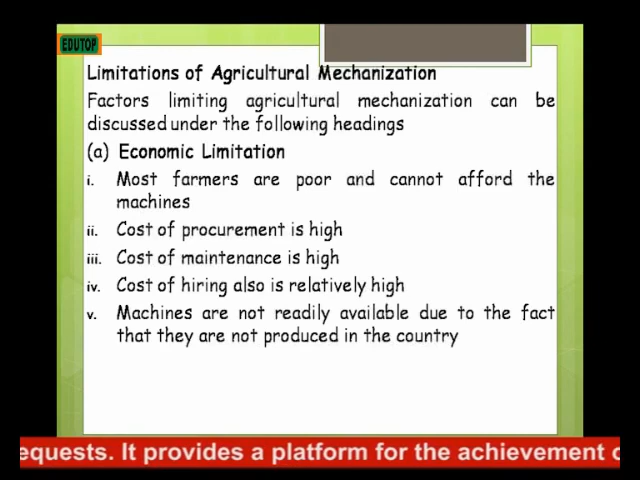 EDUTOP
Limitations of Agricultural Mechanization
Factors limiting agricultural mechanization can be
discussed under the following headings
(a) Economic Limitation
i. Most farmers are poor and cannot afford the
machines
ii. Cost of procurement is high
iii. Cost of maintenance is high
iv. Cost of hiring also is relatively high
v. Machines are not readily available due to the fact
that they are not produced in the country
equests. It provides a platform for the achievement